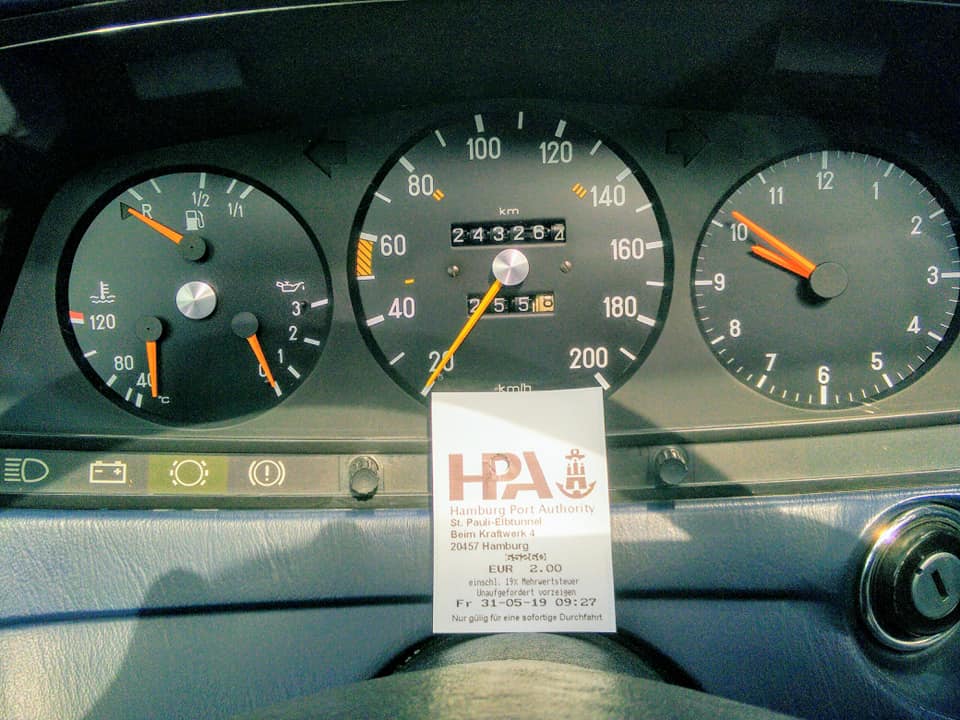 R
1/2
1/1
120
80
40
°C
3
2
1
0
km
24326
255
20
40
60
80
100
120
140
160
180
200
km/h
12
1
2
3
4
5
6
7
8
9
10
11
HPA
Hamburg Port Authority
St. Pauli-Elbtunnel
Beim Kraftwerk 4
20457 Hamburg
EUR 2.00
einschl. 19% Mehrwertsteuer
Unaufgefordert vorzeigen
Fr 31-05-19 09:27
Nur gülig für eine sofortige Durchfahrt